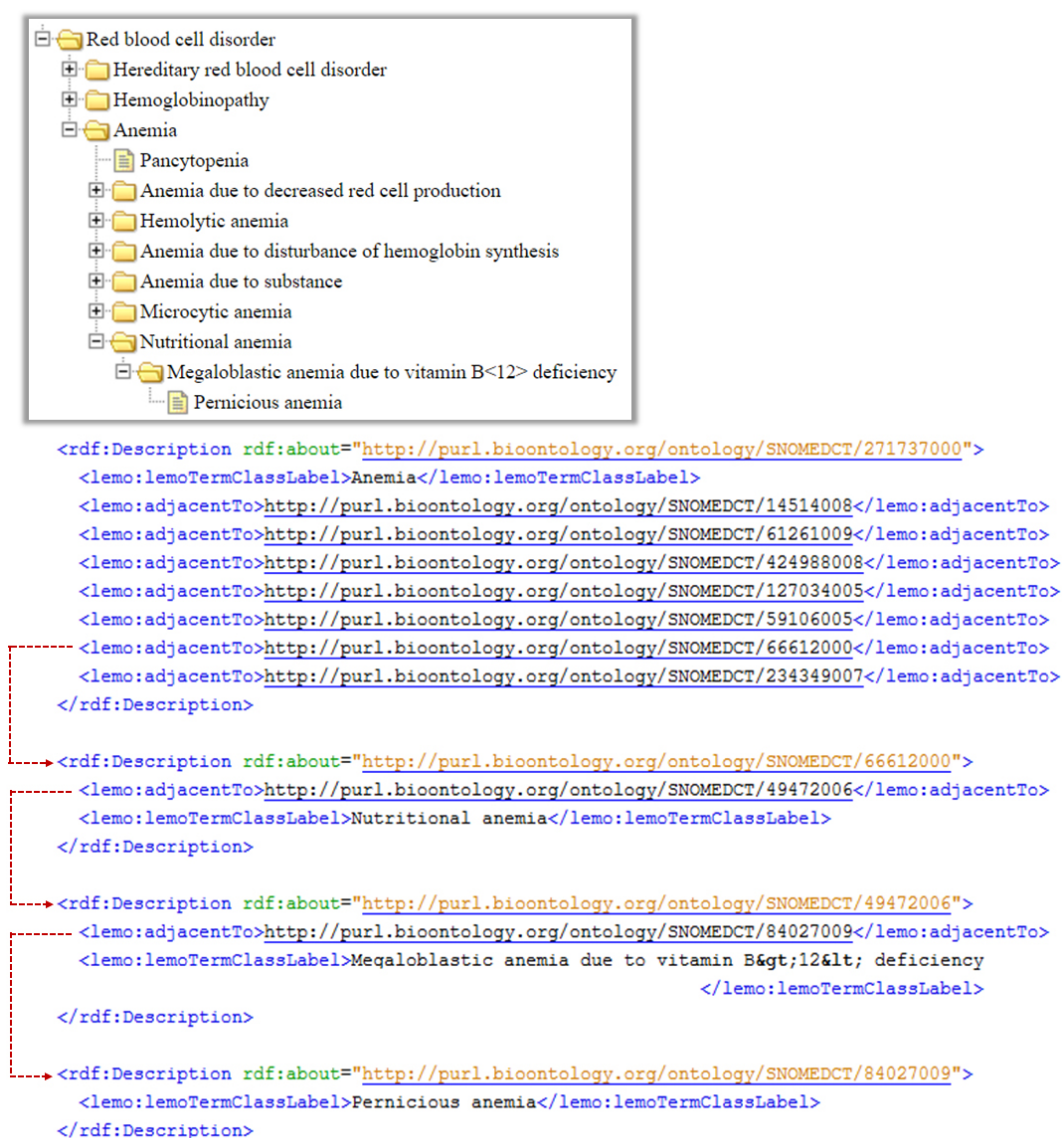 Red blood cell disorder
Hereditary red blood cell disorder
Hemoglobinopathy
Anemia
Pancytopenia
Anemia due to decreased red cell production
Hemolytic anemia
Anemia due to disturbance of hemoglobin synthesis
Anemia due to substance
Microcytic anemia
Nutritional anemia
Megaloblastic anemia due to vitamin B<12> deficiency
Pernicious anemia
<rdf:Description rdf:about="http://purl.bioontology.org/ontology/SNOMEDCT/271737000">
<lemo:lemoTermClassLabel>Anemia</lemo:lemoTermClassLabel>
<lemo:adjacentTo>http://purl.bioontology.org/ontology/SNOMEDCT/14514008</lemo:adjacentTo>
<lemo:adjacentTo>http://purl.bioontology.org/ontology/SNOMEDCT/61261009</lemo:adjacentTo>
<lemo:adjacentTo>http://purl.bioontology.org/ontology/SNOMEDCT/424988008</lemo:adjacentTo>
<lemo:adjacentTo>http://purl.bioontology.org/ontology/SNOMEDCT/127034005</lemo:adjacentTo>
<lemo:adjacentTo>http://purl.bioontology.org/ontology/SNOMEDCT/59106005</lemo:adjacentTo>
<lemo:adjacentTo>http://purl.bioontology.org/ontology/SNOMEDCT/66612000</lemo:adjacentTo>
<lemo:adjacentTo>http://purl.bioontology.org/ontology/SNOMEDCT/234349007</lemo:adjacentTo>
</rdf:Description>
<rdf:Description rdf:about="http://purl.bioontology.org/ontology/SNOMEDCT/66612000">
<lemo:adjacentTo>http://purl.bioontology.org/ontology/SNOMEDCT/49472006</lemo:adjacentTo>
<lemo:lemoTermClassLabel>Nutritional anemia</lemo:lemoTermClassLabel>
</rdf:Description>
<rdf:Description rdf:about="http://purl.bioontology.org/ontology/SNOMEDCT/49472006">
<lemo:adjacentTo>http://purl.bioontology.org/ontology/SNOMEDCT/84027009</lemo:adjacentTo>
<lemo:lemoTermClassLabel>Megaloblastic anemia due to vitamin B&gt;12&lt; deficiency
</lemo:lemoTermClassLabel>
</rdf:Description>
<rdf:Description rdf:about="http://purl.bioontology.org/ontology/SNOMEDCT/84027009">
<lemo:lemoTermClassLabel>Pernicious anemia</lemo:lemoTermClassLabel>
</rdf:Description>